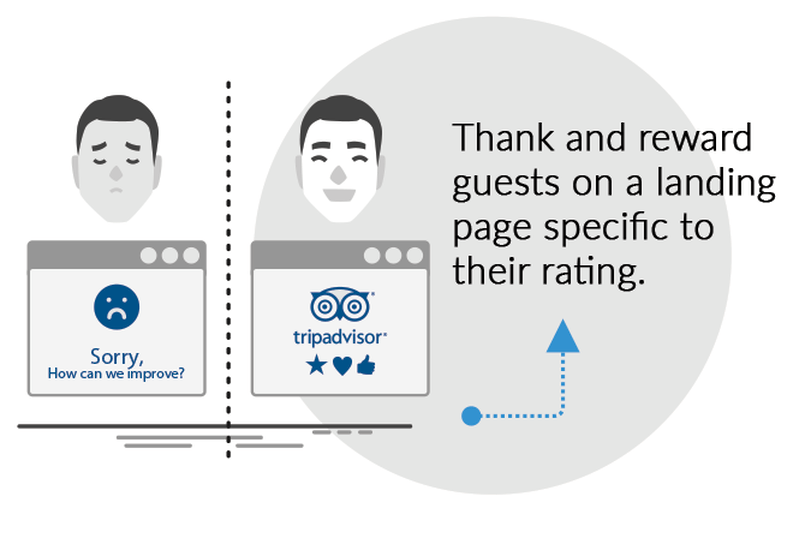 Thank and reward
guests on a landing
page specific to
their rating.
Sorry,
How can we improve?
tripadvisor®